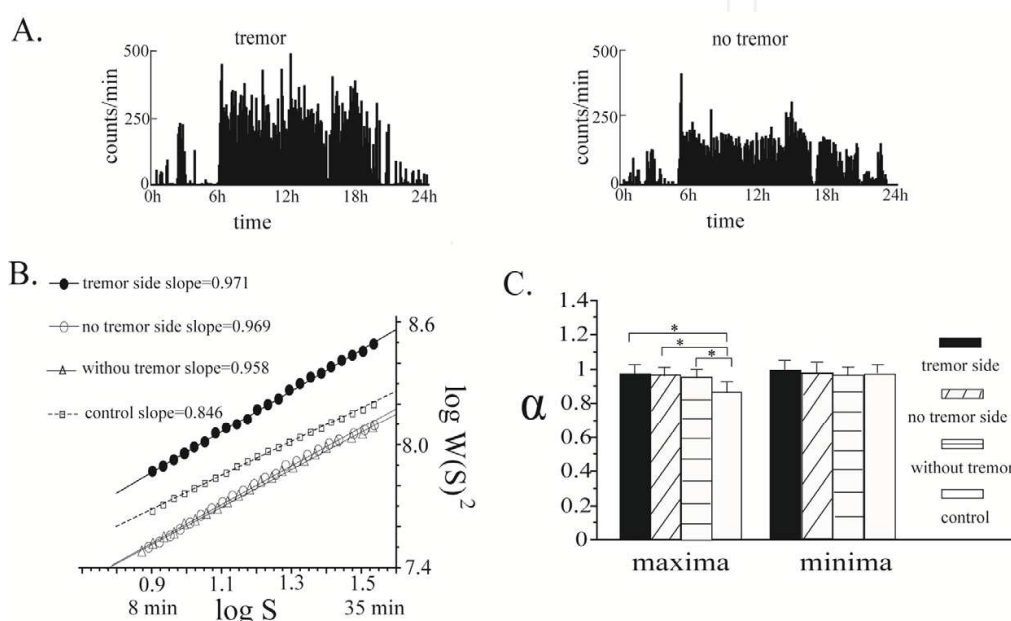 A.
tremor
500
250
0
counts/min
0h 6h 12h 18h 24h
time
no tremor
500
250
0
counts/min
0h 6h 12h 18h 24h
time
B.
tremor side slope=0.971
no tremor side slope=0.969
withou tremor slope=0.958
control slope=0.846
8.6
8.0
7.4
log W(S)²
0.9 1.1 1.3 1.5
8 min log S 35 min
C.
1.4
1.2
1
0.8
0.6
0.4
0.2
0
α
*
*
*
maxima minima
tremor side
no tremor side
without tremor
control